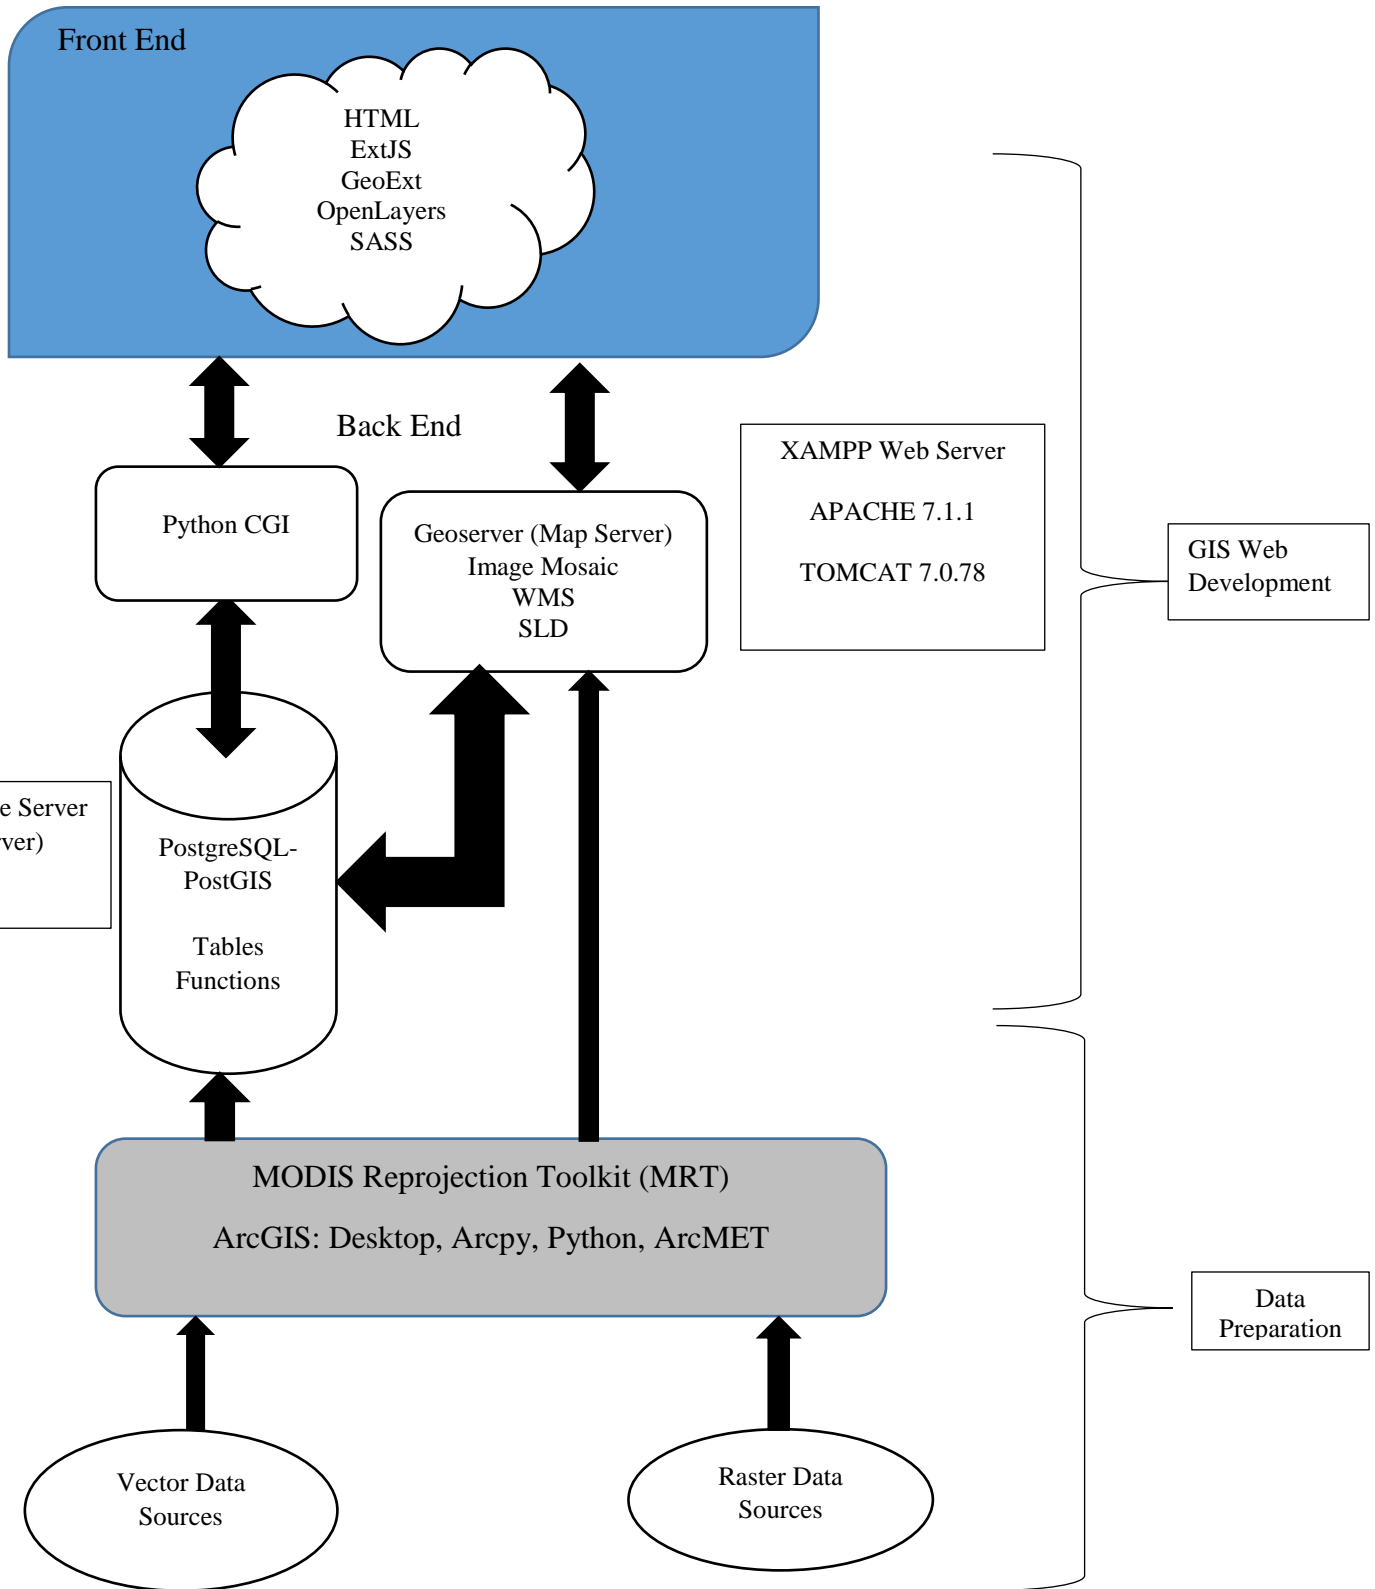 Front End
HTML
ExtJS
GeoExt
OpenLayers
SASS
Back End
Python CGI
Geoserver (Map Server)
Image Mosaic
WMS
SLD
XAMPP Web Server
APACHE 7.1.1
TOMCAT 7.0.78
GIS Web
Development
Server
PostgreSQL-
PostGIS
Tables
Functions
MODIS Reprojection Toolkit (MRT)
ArcGIS: Desktop, Arcpy, Python, ArcMET
Data
Preparation
Vector Data
Sources
Raster Data
Sources